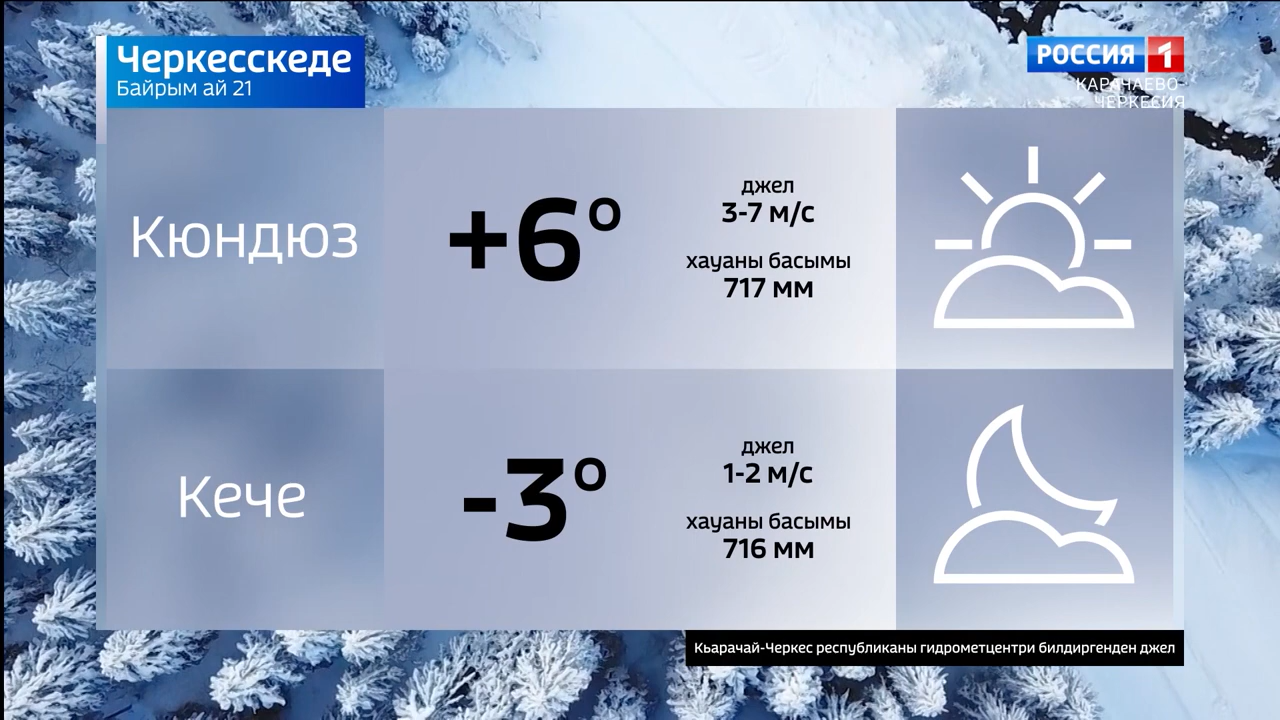 Черкесскеде
Байрым ай 21
РОССИЯ 1
КАРАЧАЕВО-
ЧЕРКЕСИЯ
Кюндюз
+6°
джел
3-7 м/с
хауаны басымы
717 мм
Кече
-3°
джел
1-2 м/с
хауаны басымы
716 мм
Кьарачай-Черкес республиканы гидрометцентри билдиргенден джел